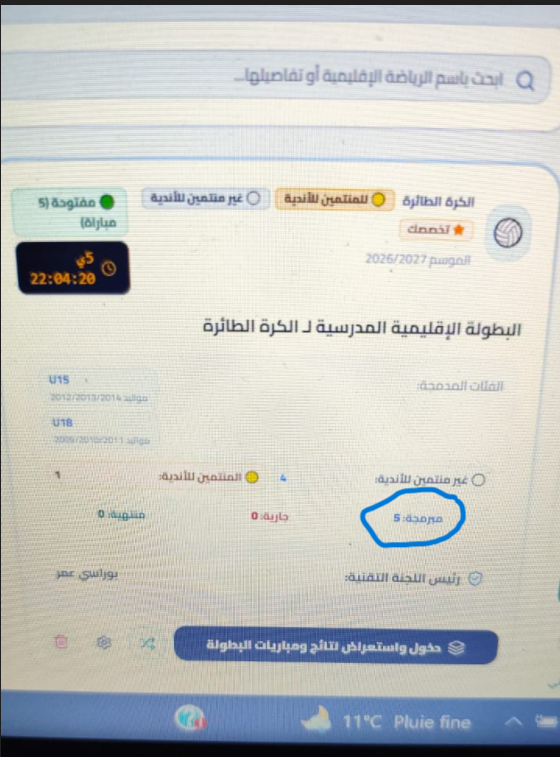 ابحث باسم الرياضة الإقليمية أو تفاصيلها...
الكرة الطائرة
للمنتمين للأندية
غير منتمين للأندية
مفتوحة (5 مباراة)
تخصصك
5ي
22:04:20
الموسم 2026/2027
البطولة الإقليمية المدرسية لـ الكرة الطائرة
الفئات المدمجة:
U15
مواليد 2012/2013/2014
U18
مواليد 2009/2010/2011
غير منتمين للأندية: 4
المنتمين للأندية: 1
مبرمجة: 5
جارية: 0
منتهية: 0
رئيس اللجنة التقنية: بوراسي عمر
دخول واستعراض نتائج ومباريات البطولة
11°C Pluie fine